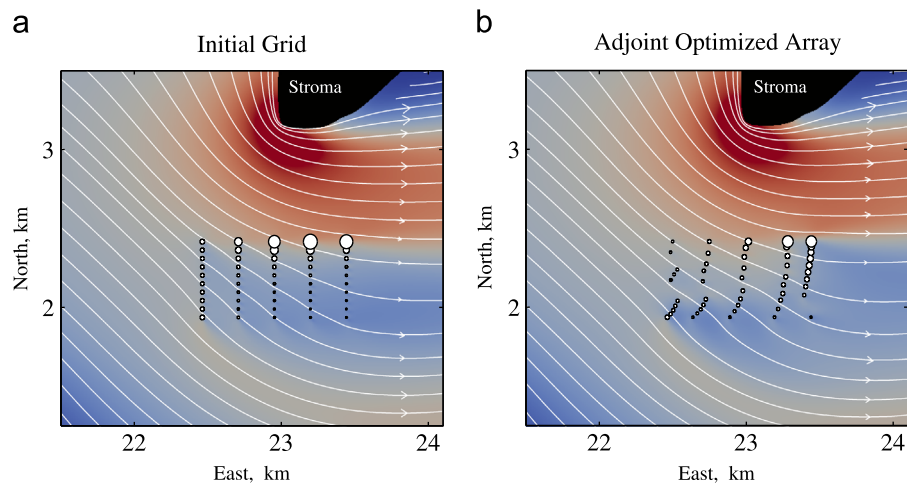 a
Initial Grid
Stroma
3
2
North, km
22
23
24
East, km
b
Adjoint Optimized Array
Stroma
3
2
North, km
22
23
24
East, km